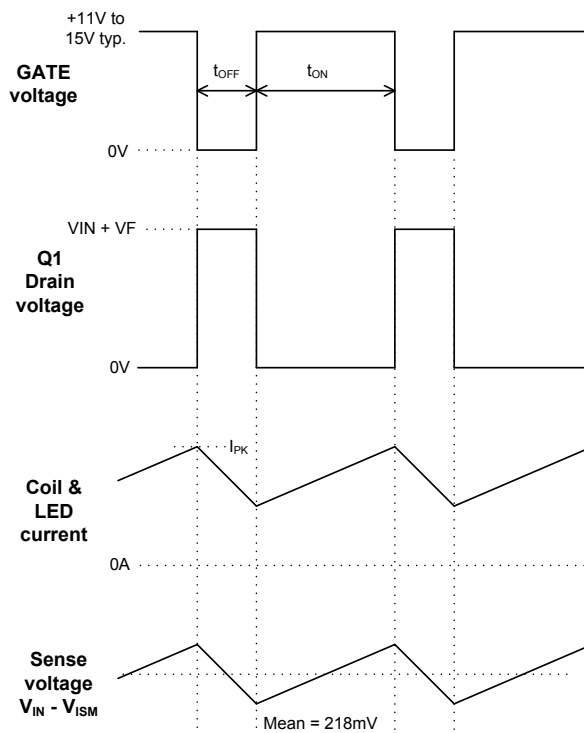 +11V to
15V typ.
GATE
voltage
tOFF
tON
0V
VIN + VF
Q1
Drain
voltage
0V
IPK
Coil &
LED
current
0A
Sense
voltage
VIN - VISM
Mean = 218mV